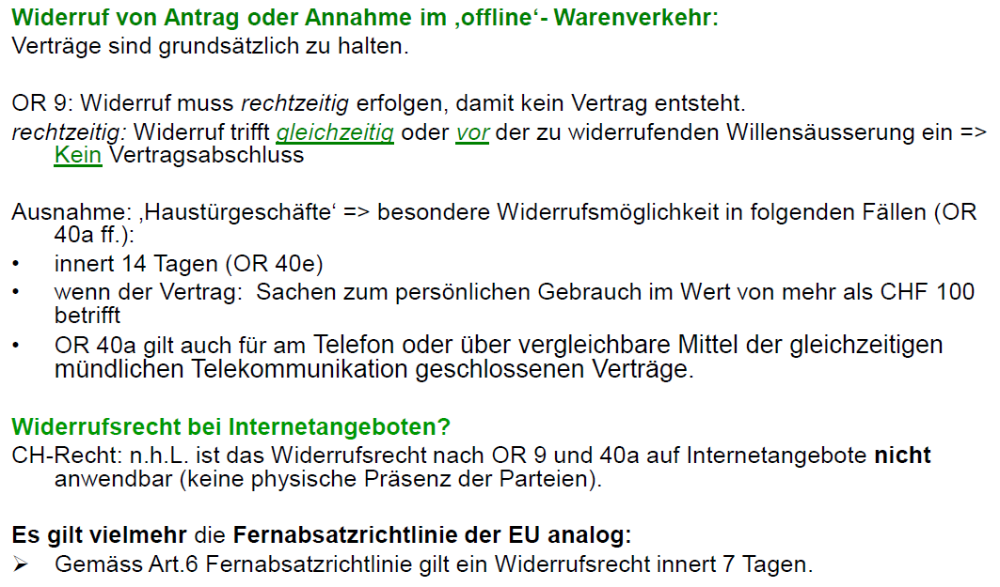 Widerruf von Antrag oder Annahme im ‚offline‘- Warenverkehr:
Verträge sind grundsätzlich zu halten.
OR 9: Widerruf muss rechtzeitig erfolgen, damit kein Vertrag entsteht.
rechtzeitig: Widerruf trifft gleichzeitig oder vor der zu widerrufenden Willensäusserung ein =>
Kein Vertragsabschluss
Ausnahme: ‚Haustürgeschäfte‘ => besondere Widerrufsmöglichkeit in folgenden Fällen (OR
40a ff.):
• innert 14 Tagen (OR 40e)
• wenn der Vertrag: Sachen zum persönlichen Gebrauch im Wert von mehr als CHF 100
betrifft
• OR 40a gilt auch für am Telefon oder über vergleichbare Mittel der gleichzeitigen
mündlichen Telekommunikation geschlossenen Verträge.
Widerrufsrecht bei Internetangeboten?
CH-Recht: n.h.L. ist das Widerrufsrecht nach OR 9 und 40a auf Internetangebote nicht
anwendbar (keine physische Präsenz der Parteien).
Es gilt vielmehr die Fernabsatzrichtlinie der EU analog:
➢ Gemäss Art.6 Fernabsatzrichtlinie gilt ein Widerrufsrecht innert 7 Tagen.